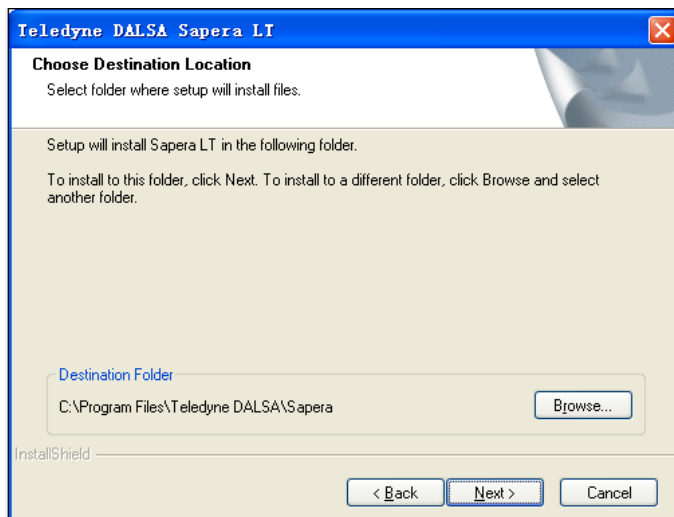 Teledyne DALSA Sapera LT
Choose Destination Location
Select folder where setup will install files.
Setup will install Sapera LT in the following folder.
To install to this folder, click Next. To install to a different folder, click Browse and select
another folder.
Destination Folder
C:\Program Files\Teledyne DALSA\Sapera
Browse...
InstallShield
< Back
Next >
Cancel